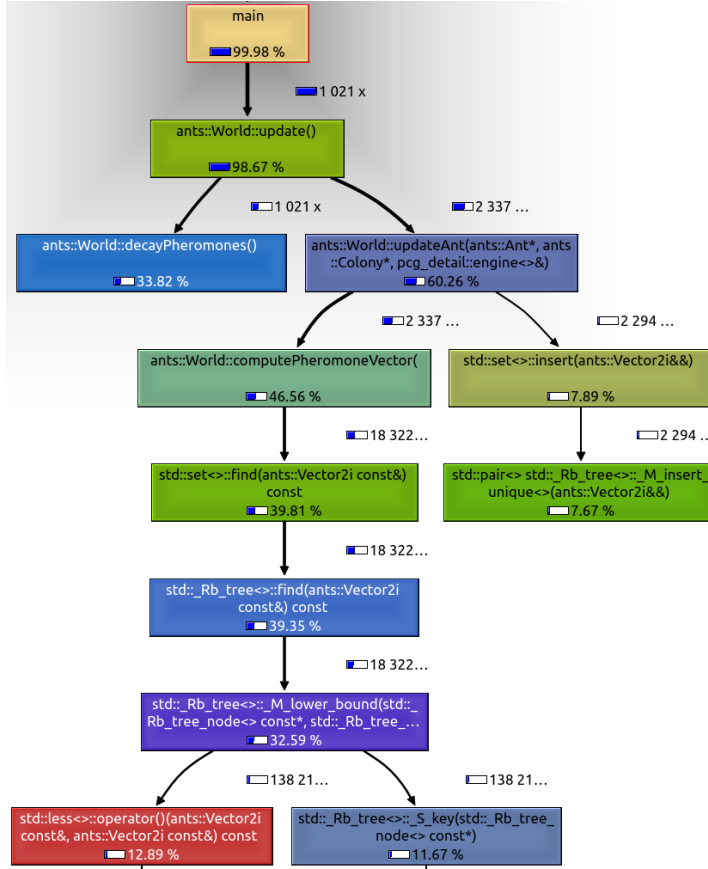 main
99.98 %
1 021 x
ants::World::update()
98.67 %
1 021 x
2 337 ...
ants::World::decayPheromones()
33.82 %
ants::World::updateAnt(ants::Ant*, ants
::Colony*, pcg_detail::engine<>&)
60.26 %
2 337 ...
2 294 ...
ants::World::computePheromoneVector(
46.56 %
std::set<>::insert(ants::Vector2i&&)
7.89 %
18 322...
2 294 ...
std::set<>::find(ants::Vector2i const&)
const
39.81 %
std::pair<> std::_Rb_tree<>::_M_insert_
unique<>(ants::Vector2i&&)
7.67 %
18 322...
std::_Rb_tree<>::find(ants::Vector2i
const&) const
39.35 %
18 322...
std::_Rb_tree<>::_M_lower_bound(std::_
Rb_tree_node<> const*, std::_Rb_tree_...
32.59 %
138 21...
138 21...
std::less<>::operator()(ants::Vector2i
const&, ants::Vector2i const&) const
12.89 %
std::_Rb_tree<>::_S_key(std::_Rb_tree_
node<> const*)
11.67 %